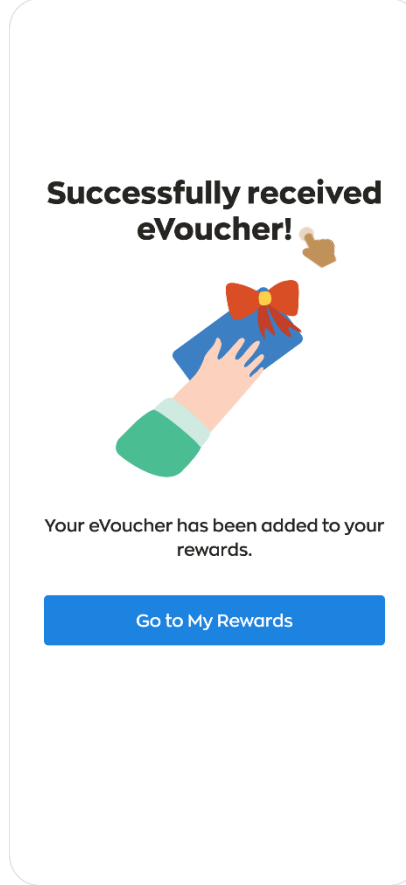 Successfully received
eVoucher!
Your eVoucher has been added to your
rewards.
Go to My Rewards